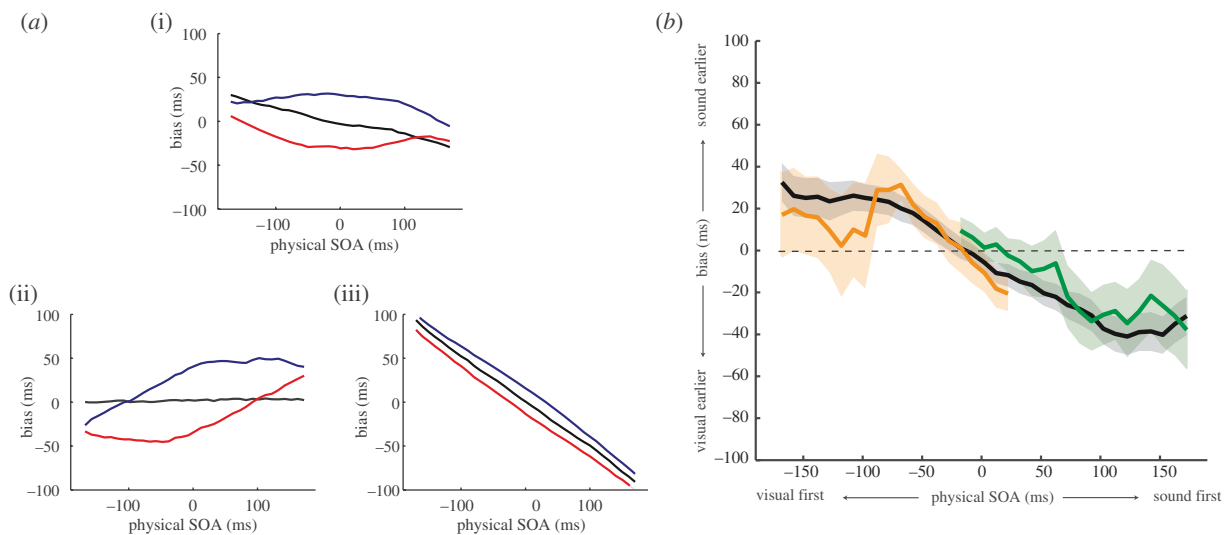 (a)
(i)
100
50
0
−50
−100
bias (ms)
−100
0
100
physical SOA (ms)
(ii)
100
50
0
−50
−100
bias (ms)
−100
0
100
physical SOA (ms)
(iii)
100
50
0
−50
−100
−100
0
100
physical SOA (ms)
(b)
100
80
60
40
20
0
−20
−40
−60
−80
−100
sound earlier
bias (ms)
visual earlier
−150
−100
−50
0
50
100
150
visual first
physical SOA (ms)
sound first